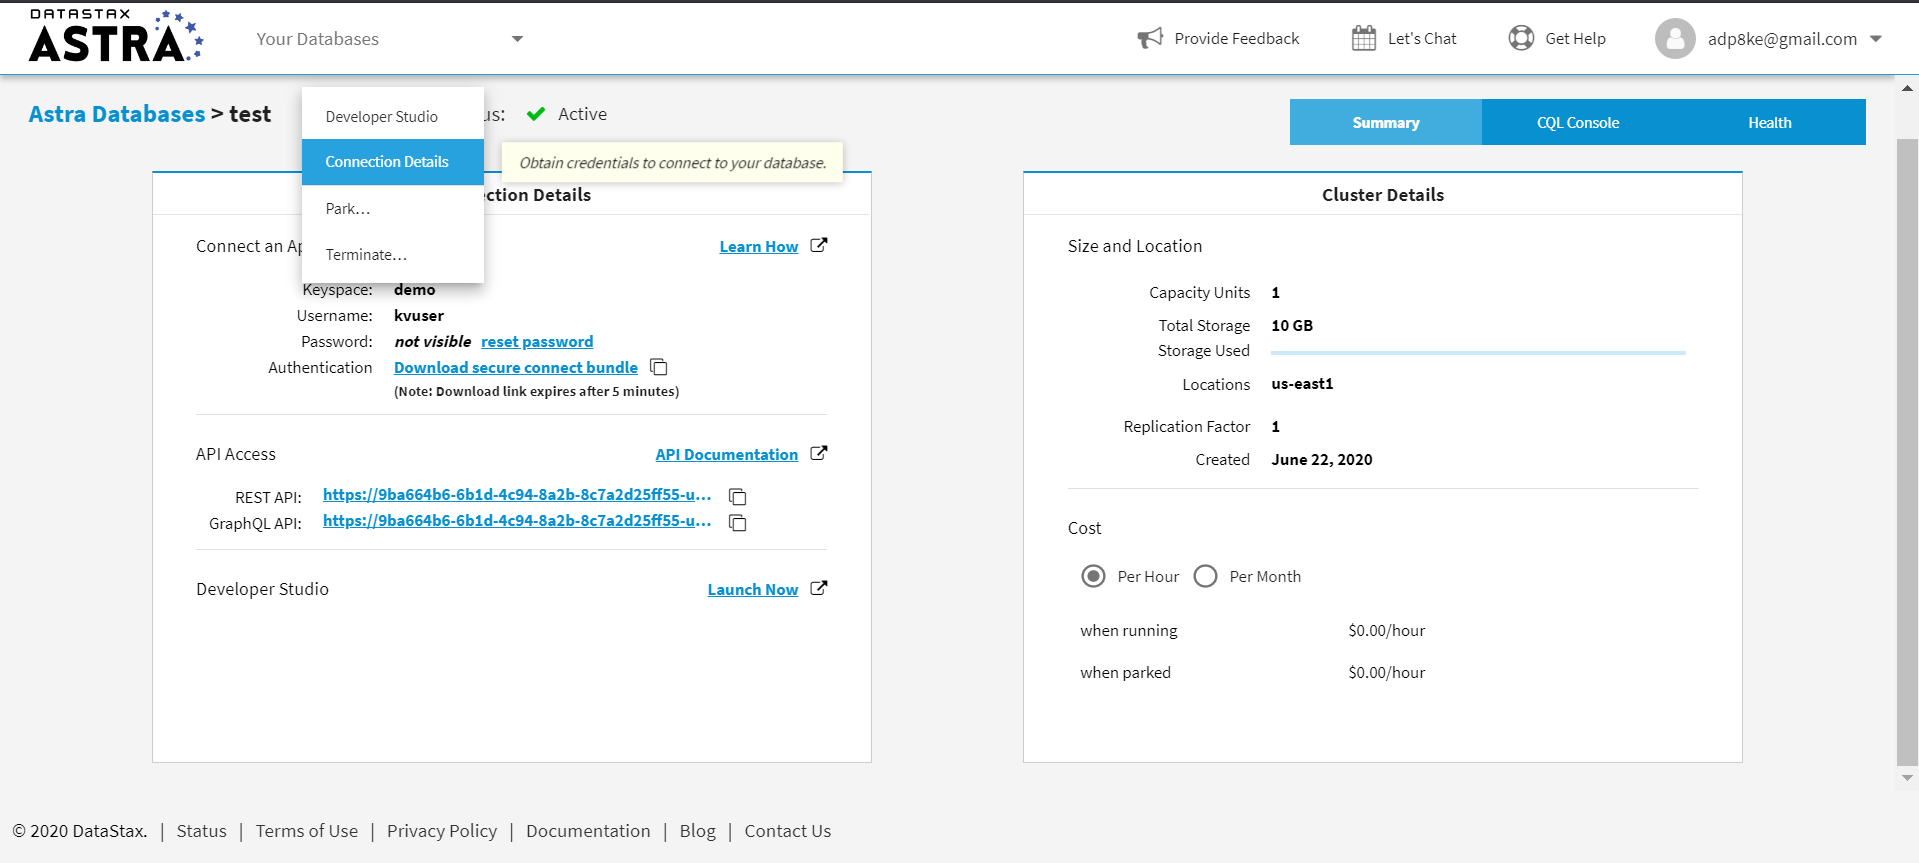 DATASTAX
ASTRA
Your Databases
Provide Feedback
Let's Chat
Get Help
adp8ke@gmail.com
Astra Databases > test
us:
Active
Summary
CQL Console
Health
Developer Studio
Connection Details
Park...
Terminate...
Obtain credentials to connect to your database.
ction Details
Connect an Ap
Learn How
Keyspace: demo
Username: kvuser
Password: not visible reset password
Authentication Download secure connect bundle
(Note: Download link expires after 5 minutes)
API Access
API Documentation
REST API: https://9ba664b6-6b1d-4c94-8a2b-8c7a2d25ff55-u...
GraphQL API: https://9ba664b6-6b1d-4c94-8a2b-8c7a2d25ff55-u...
Developer Studio
Launch Now
Cluster Details
Size and Location
Capacity Units 1
Total Storage 10 GB
Storage Used
Locations us-east1
Replication Factor 1
Created June 22, 2020
Cost
Per Hour Per Month
when running $0.00/hour
when parked $0.00/hour
© 2020 DataStax. | Status | Terms of Use | Privacy Policy | Documentation | Blog | Contact Us